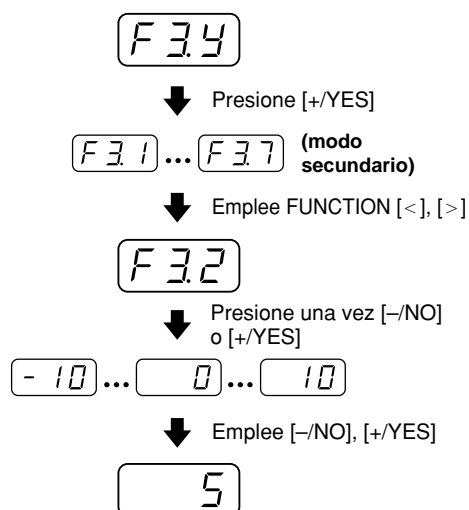 F 3.y
Presione [+/YES]
F 3.1 ... F 3.7 (modo
secundario)
Emplee FUNCTION [<], [>]
F 3.2
Presione una vez [–/NO]
o [+/YES]
- 10 ... 0 ... 10
Emplee [–/NO], [+/YES]
5